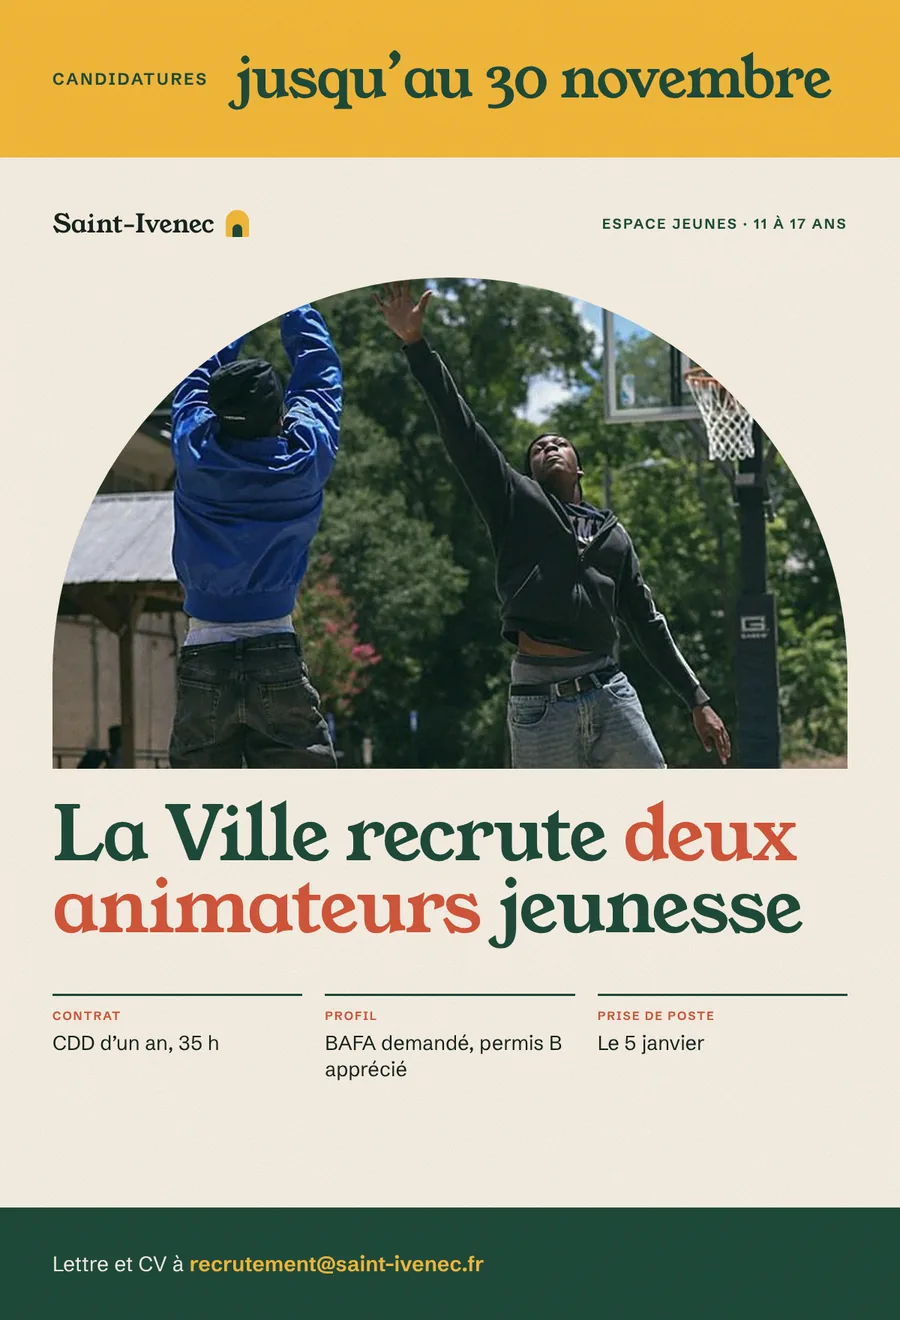 CANDIDATURES jusqu’au 30 novembre
Saint-Ivenec
ESPACE JEUNES · 11 À 17 ANS
La Ville recrute deux
animateurs jeunesse
CONTRAT
CDD d’un an, 35 h
PROFIL
BAFA demandé, permis B
apprécié
PRISE DE POSTE
Le 5 janvier
Lettre et CV à recrutement@saint-ivenec.fr